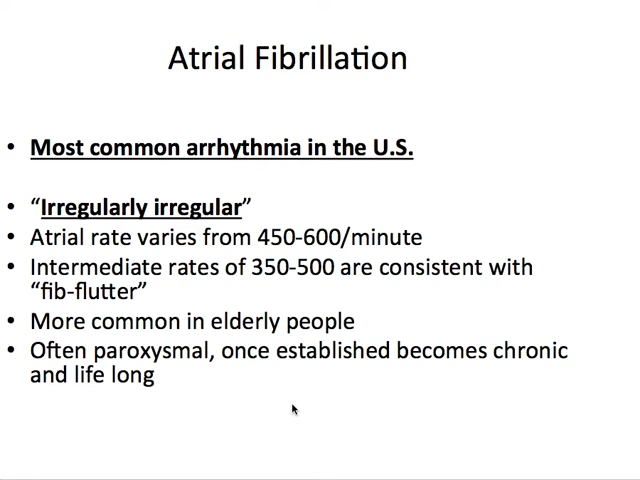 Atrial Fibrillation
• Most common arrhythmia in the U.S.
• “Irregularly irregular”
• Atrial rate varies from 450-600/minute
• Intermediate rates of 350-500 are consistent with
“fib-flutter”
• More common in elderly people
• Often paroxysmal, once established becomes chronic
and life long